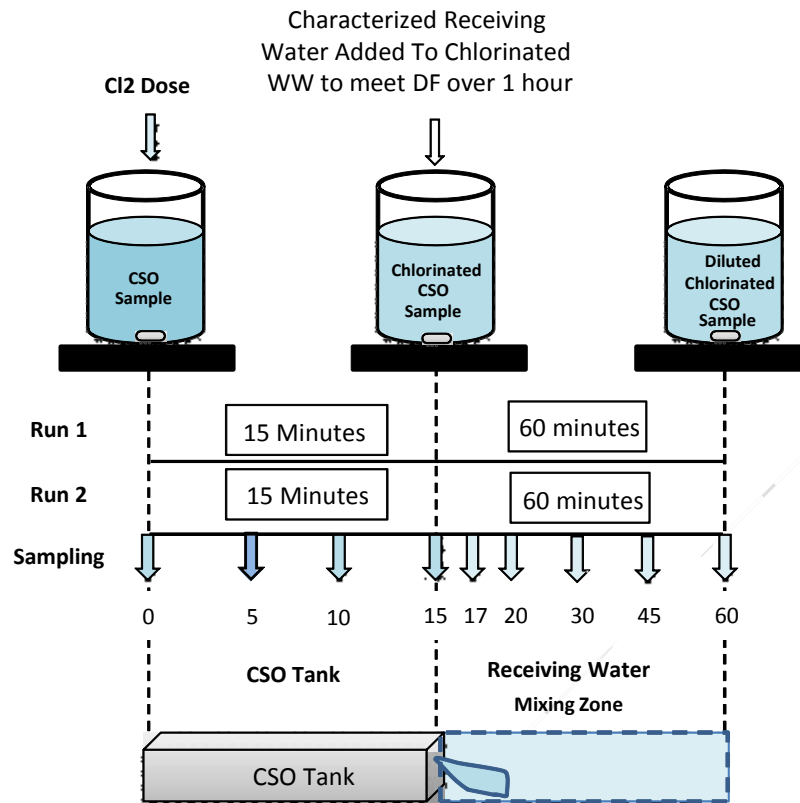 Characterized Receiving
Water Added To Chlorinated
WW to meet DF over 1 hour
Cl2 Dose
CSO
Sample
Chlorinated
CSO
Sample
Diluted
Chlorinated
CSO
Sample
Run 1
15 Minutes
60 minutes
Run 2
15 Minutes
60 minutes
Sampling
0 5 10 15 17 20 30 45 60
CSO Tank
Receiving Water
Mixing Zone
CSO Tank